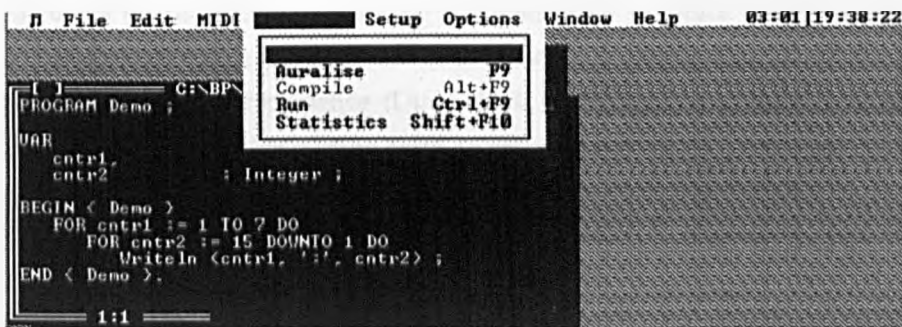 ♫ File Edit MIDI Setup Options Window Help 03:01|19:38:22
Auralise F9
Compile Alt+F9
Run Ctrl+F9
Statistics Shift+F10
[ ] G:\BP\
PROGRAM Demo ;
VAR
cntr1,
cntr2 : Integer ;
BEGIN { Demo }
FOR cntr1 := 1 TO 7 DO
FOR cntr2 := 15 DOWNTO 1 DO
Writeln (cntr1, ':', cntr2) ;
END { Demo }.
1:1